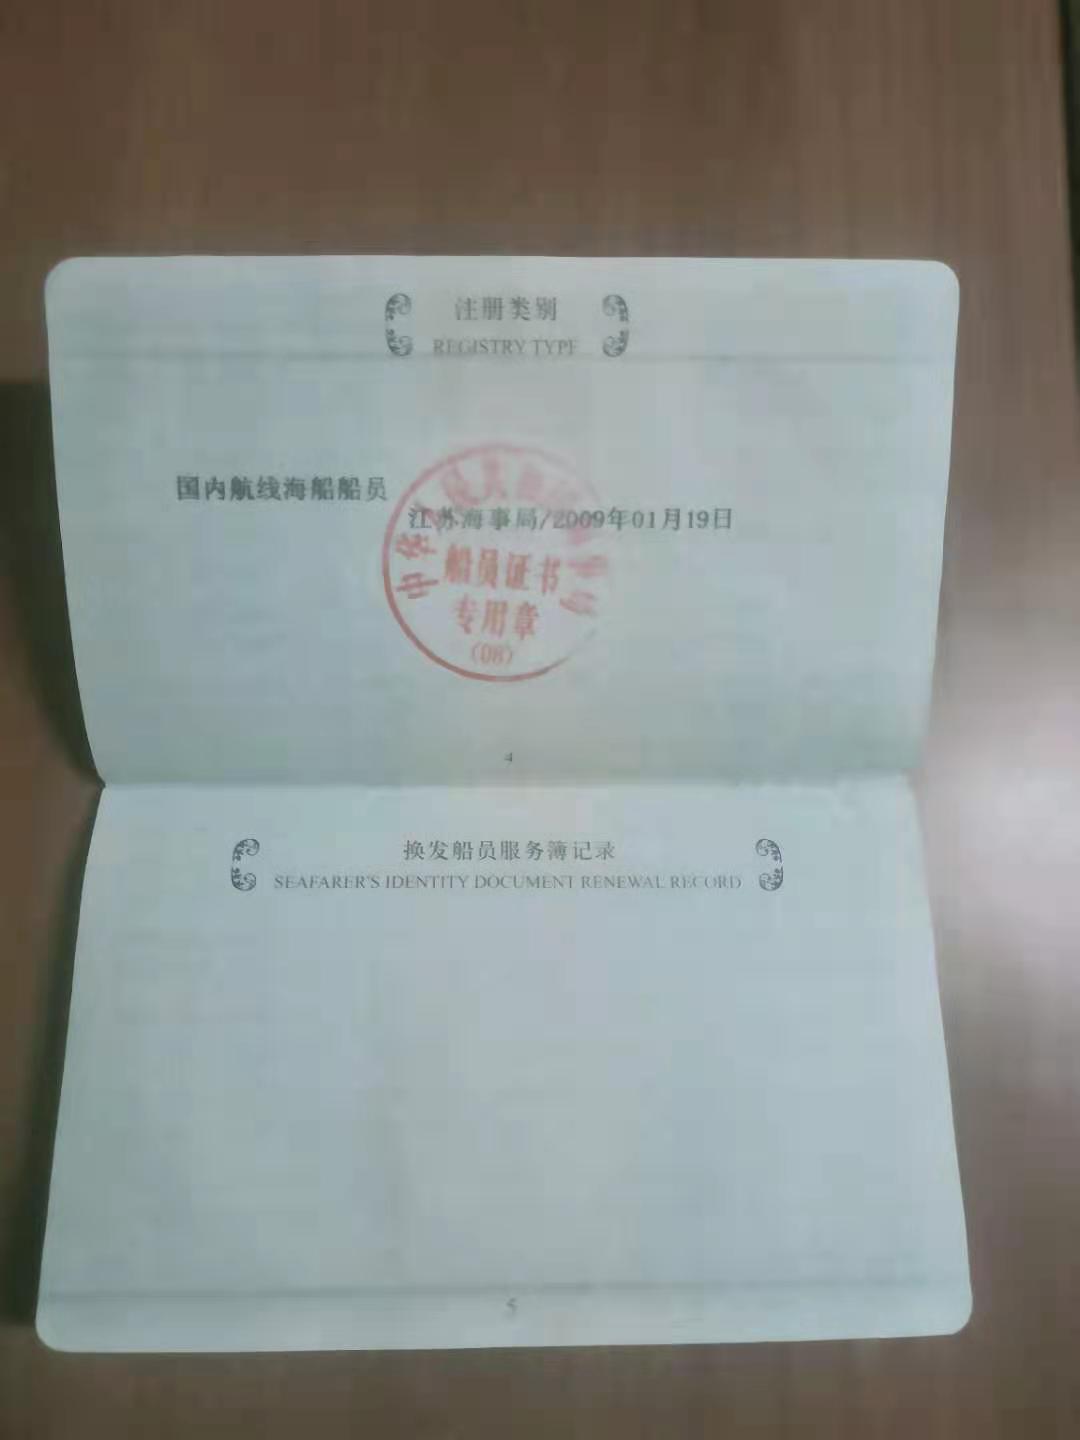 注册类别
REGISTRY TYPE
国内航线海船船员
江苏海事局/2009年01月19日
船员证书
专用章
(08)
4
换发船员服务簿记录
SEAFARER'S IDENTITY DOCUMENT RENEWAL RECORD
5